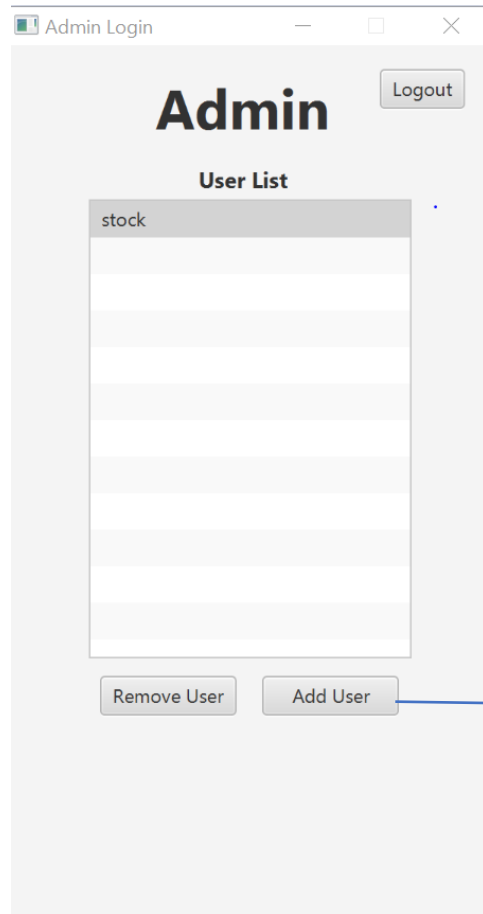 Admin Login
Logout
Admin
User List
stock
Remove User Add User